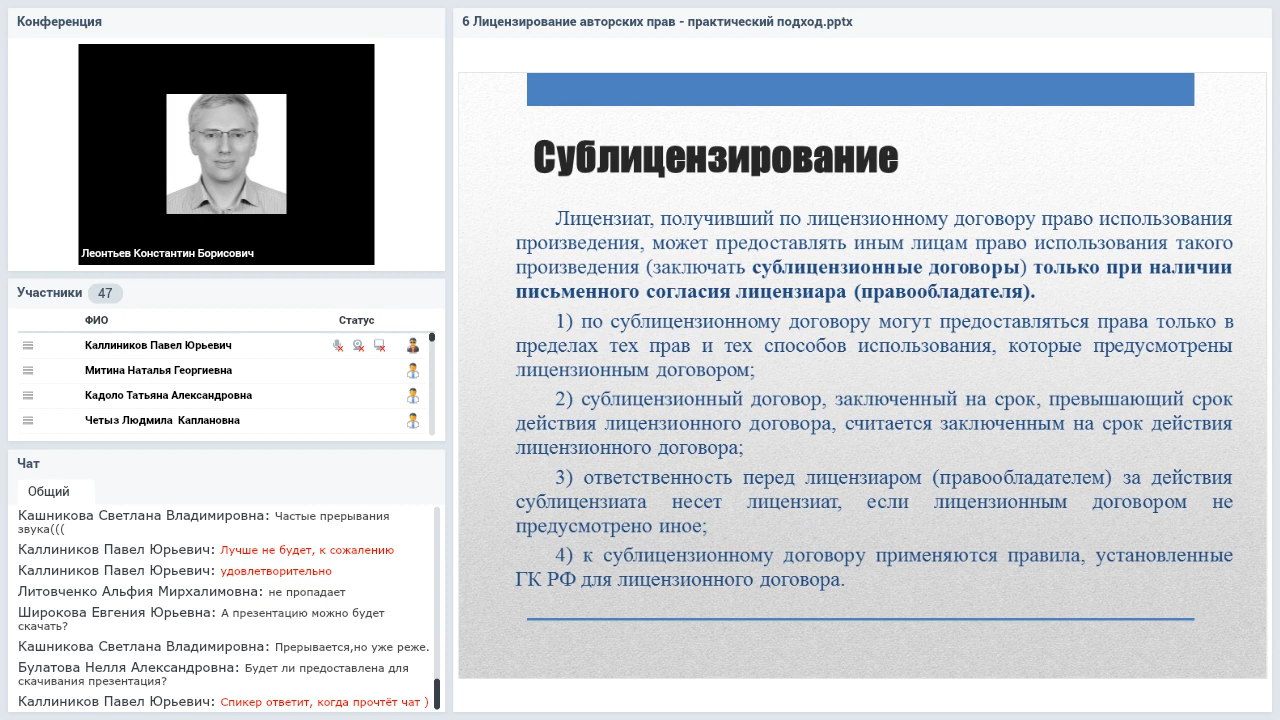 Конференция
Леонтьев Константин Борисович
Участники 47
ФИО Статус
Каллиников Павел Юрьевич
Митина Наталья Георгиевна
Кадоло Татьяна Александровна
Четыз Людмила Каплановна
Чат
Общий
Кашникова Светлана Владимировна: Частые прерывания
звука(((
Каллиников Павел Юрьевич: Лучше не будет, к сожалению
Каллиников Павел Юрьевич: удовлетворительно
Литовченко Альфия Мирхалимовна: не пропадает
Широкова Евгения Юрьевна: А презентацию можно будет
скачать?
Кашникова Светлана Владимировна: Прерывается,но уже реже.
Булатова Нелля Александровна: Будет ли предоставлена для
скачивания презентация?
Каллиников Павел Юрьевич: Спикер ответит, когда прочтёт чат )
6 Лицензирование авторских прав - практический подход.pptx
Сублицензирование
Лицензиат, получивший по лицензионному договору право использования
произведения, может предоставлять иным лицам право использования такого
произведения (заключать сублицензионные договоры) только при наличии
письменного согласия лицензиара (правообладателя).
1) по сублицензионному договору могут предоставляться права только в
пределах тех прав и тех способов использования, которые предусмотрены
лицензионным договором;
2) сублицензионный договор, заключенный на срок, превышающий срок
действия лицензионного договора, считается заключенным на срок действия
лицензионного договора;
3) ответственность перед лицензиаром (правообладателем) за действия
сублицензиата несет лицензиат, если лицензионным договором не
предусмотрено иное;
4) к сублицензионному договору применяются правила, установленные
ГК РФ для лицензионного договора.